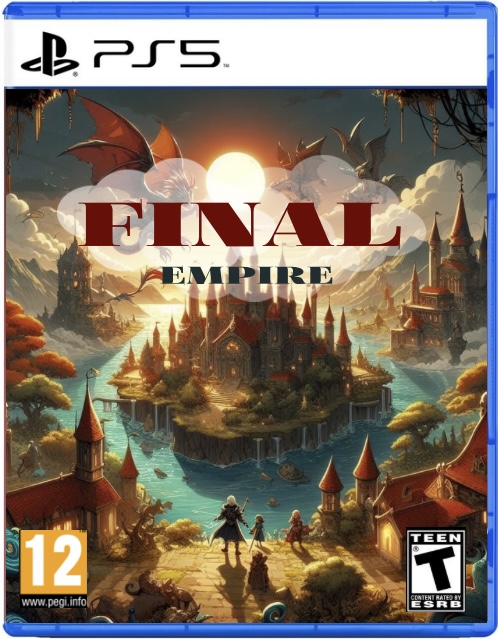 PS5
FINAL
EMPIRE
12
www.pegi.info
TEEN
T
CONTENT RATED BY
ESRB